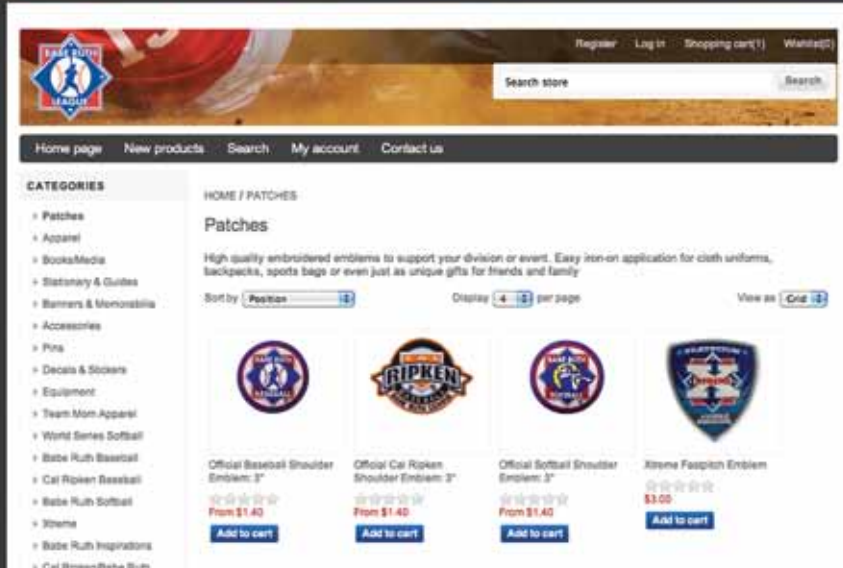 BABE RUTH
LEAGUE
Register Log in Shopping cart(1) Wishlist(0)
Search store Search
Home page New products Search My account Contact us
CATEGORIES
Patches
Apparel
Books/Media
Stationary & Guides
Banners & Memorabilia
Accessories
Pins
Decals & Stickers
Equipment
Team Mom Apparel
World Series Softball
Babe Ruth Baseball
Cal Ripken Baseball
Babe Ruth Softball
Xtreme
Babe Ruth Inspirations
Cal Ripken/Babe Ruth
HOME / PATCHES
Patches
High quality embroidered emblems to support your division or event. Easy iron-on application for cloth uniforms,
backpacks, sports bags or even just as unique gifts for friends and family
Sort by Position Display 4 per page View as Grid
BABE RUTH
BASEBALL
CAL
RIPKEN
BASEBALL
BABE RUTH
SOFTBALL
XTREME
Official Baseball Shoulder
Emblem: 3"
From $1.40
Add to cart
Official Cal Ripken
Shoulder Emblem: 3"
From $1.40
Add to cart
Official Softball Shoulder
Emblem: 3"
From $1.40
Add to cart
Xtreme Fastpitch Emblem
$3.00
Add to cart